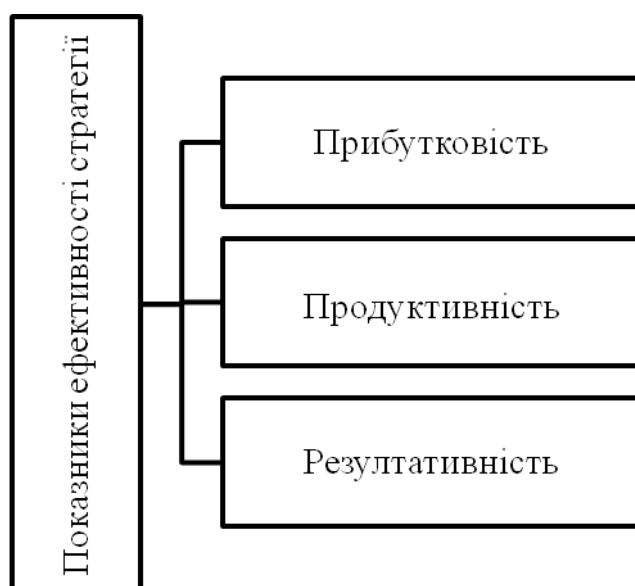 Показники ефективності стратегії
Прибутковість
Продуктивність
Резултативність